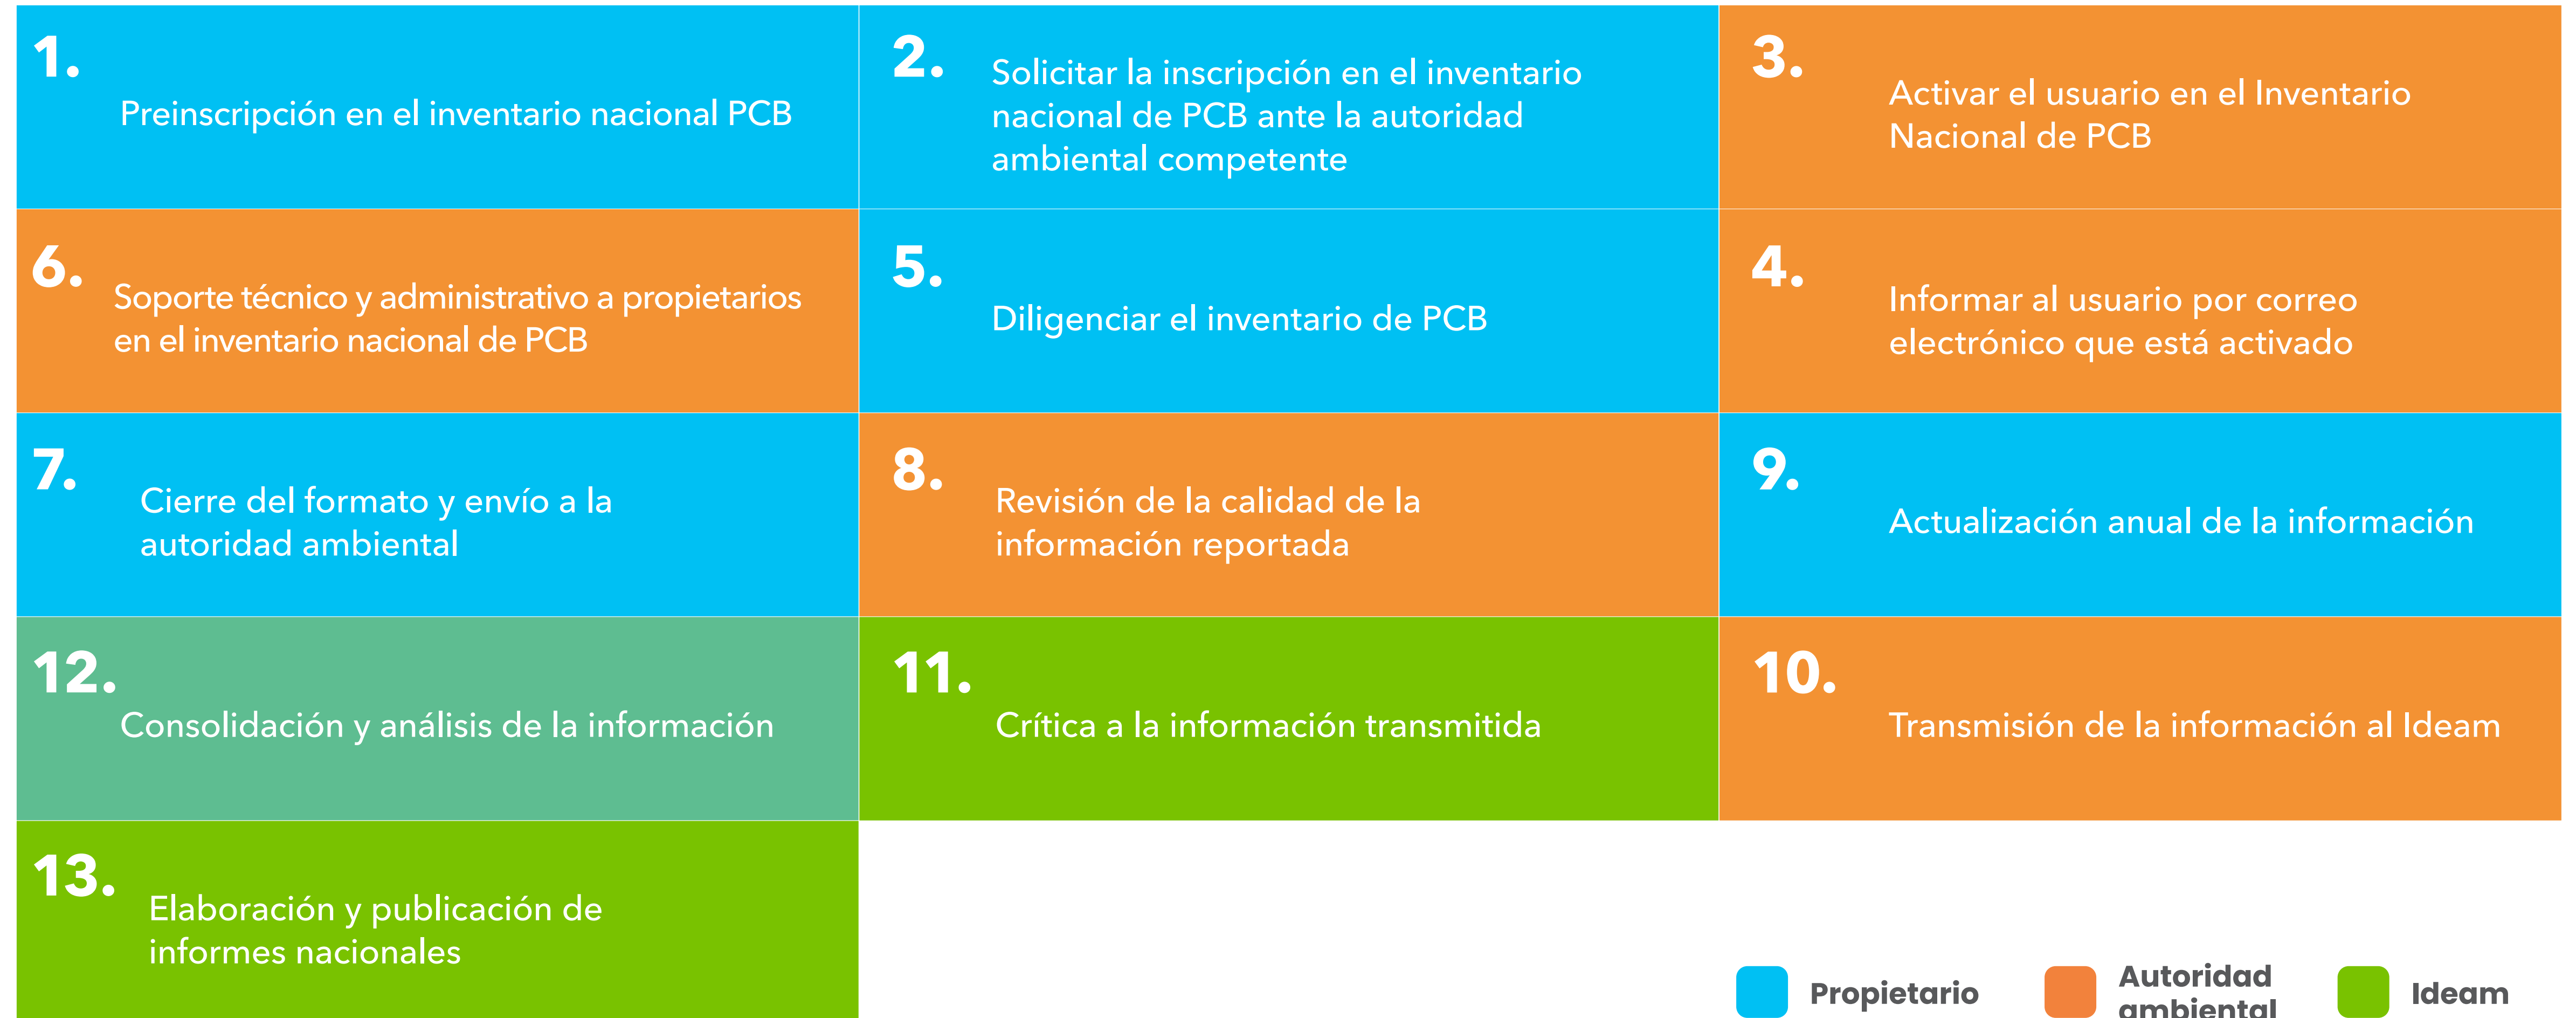 1.
Preinscripción en el inventario nacional PCB
2.
Solicitar la inscripción en el inventario
nacional de PCB ante la autoridad
ambiental competente
3.
Activar el usuario en el Inventario
Nacional de PCB
6.
Soporte técnico y administrativo a propietarios
en el inventario nacional de PCB
5.
Diligenciar el inventario de PCB
4.
Informar al usuario por correo
electrónico que está activado
7.
Cierre del formato y envío a la
autoridad ambiental
8.
Revisión de la calidad de la
información reportada
9.
Actualización anual de la información
12.
Consolidación y análisis de la información
11.
Crítica a la información transmitida
10.
Transmisión de la información al Ideam
13.
Elaboración y publicación de
informes nacionales
Propietario
Autoridad
ambiental
Ideam